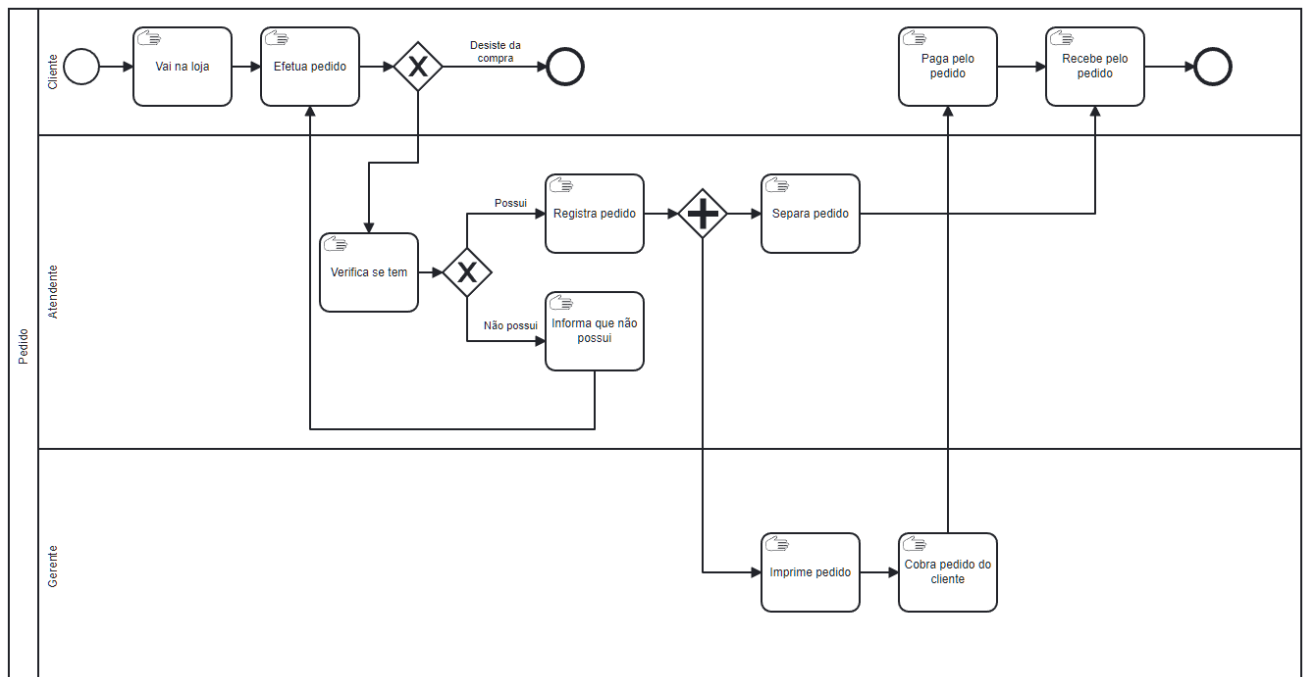 Pedido
Cliente
Vai na loja
Efetua pedido
Desiste da
compra
Paga pelo
pedido
Recebe pelo
pedido
Atendente
Verifica se tem
Possui
Não possui
Registra pedido
Informa que não
possui
Separa pedido
Gerente
Imprime pedido
Cobra pedido do
cliente